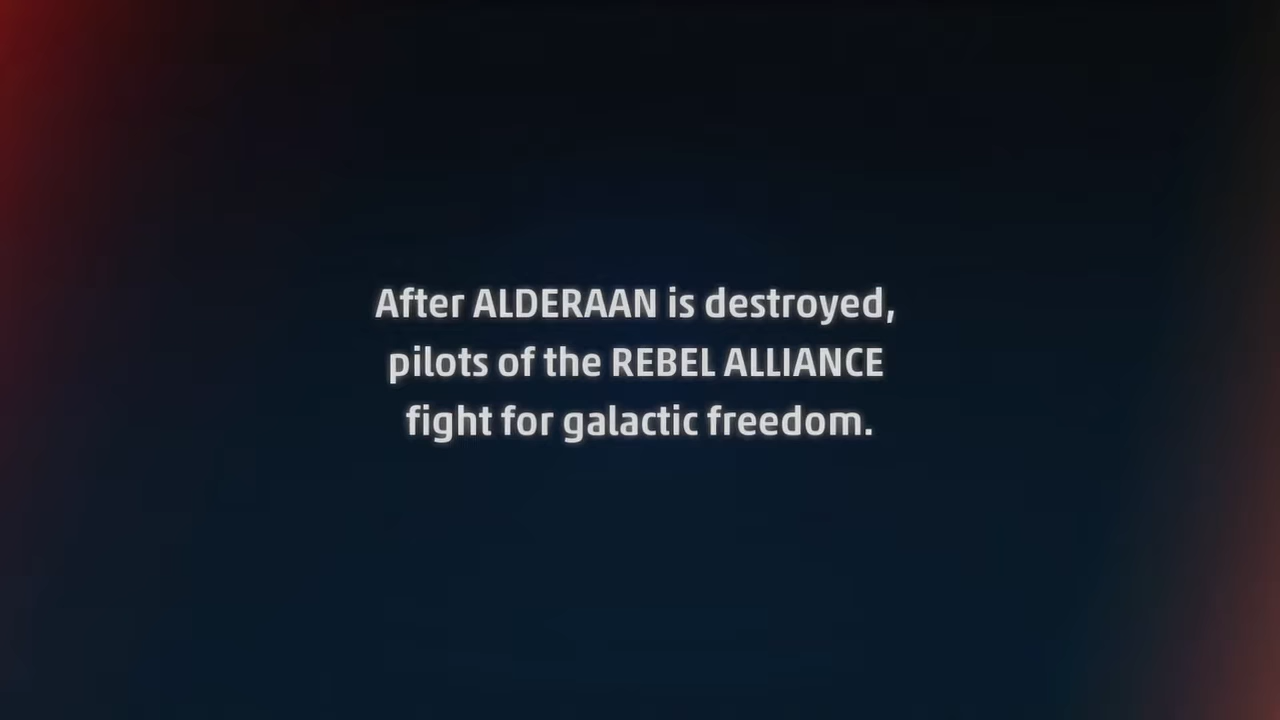 After ALDERAAN is destroyed,
pilots of the REBEL ALLIANCE
fight for galactic freedom.